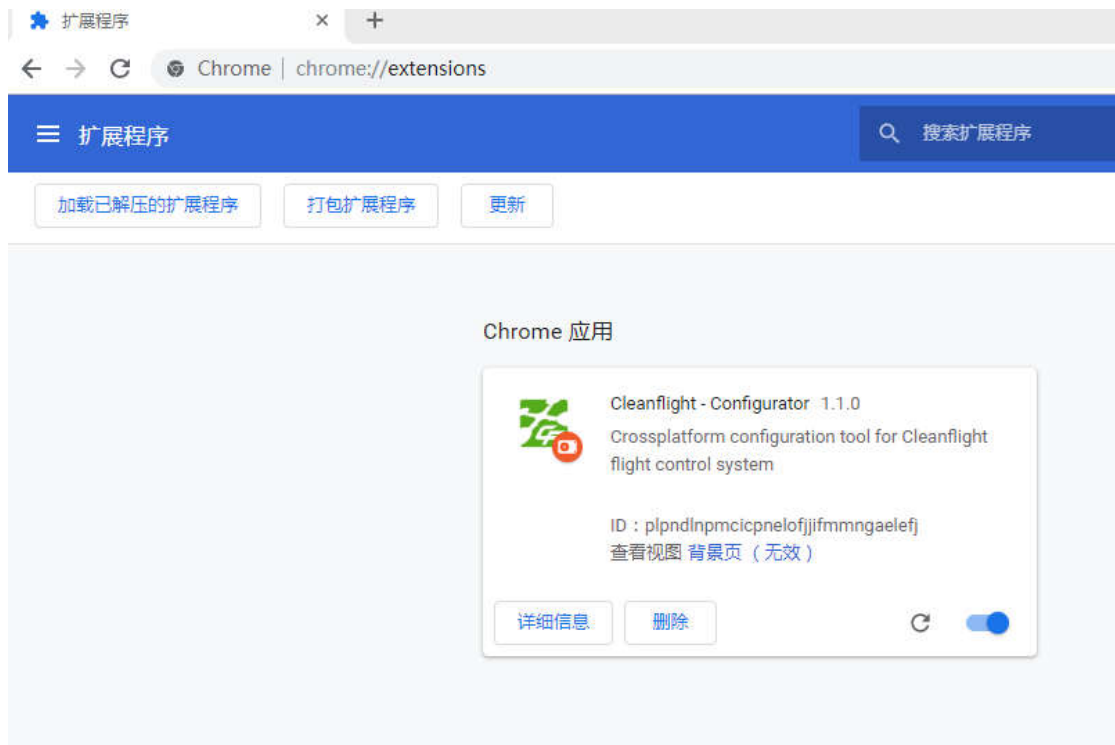 扩展程序
Chrome | chrome://extensions
扩展程序
搜索扩展程序
加载已解压的扩展程序
打包扩展程序
更新
Chrome 应用
Cleanflight - Configurator 1.1.0
Crossplatform configuration tool for Cleanflight
flight control system
ID：plpndlnpmcicpnelofjjifmmngaelefj
查看视图 背景页（无效）
详细信息
删除